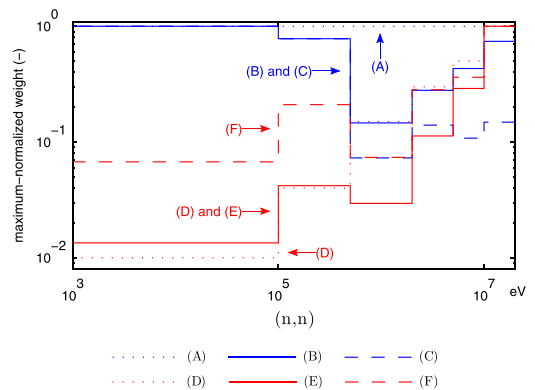 maximum−normalized weight (−)
10^0
10^−1
10^−2
(A)
(B) and (C)
(F)
(D) and (E)
(D)
10^3
10^5
10^7
eV
(n,n)
(A)
(B)
(C)
(D)
(E)
(F)